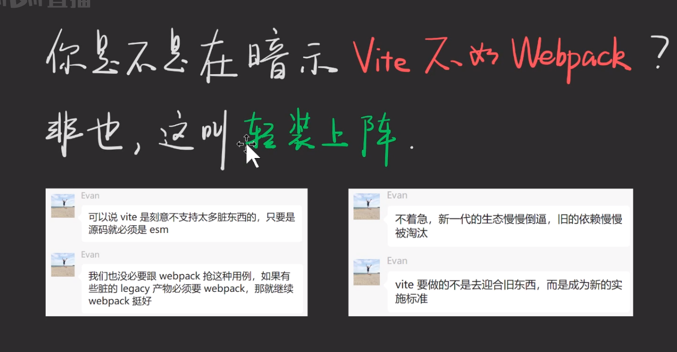 你是不是在暗示 Vite 不如 Webpack？
非也，这叫轻装上阵.
Evan
可以说 vite 是刻意不支持太多脏东西的，只要是
源码就必须是 esm
Evan
我们也没必要跟 webpack 抢这种用例，如果有
些脏的 legacy 产物必须要 webpack，那就继续
webpack 挺好
Evan
不着急，新一代的生态慢慢倒逼，旧的依赖慢慢
被淘汰
Evan
vite 要做的不是去迎合旧东西，而是成为新的实
施标准